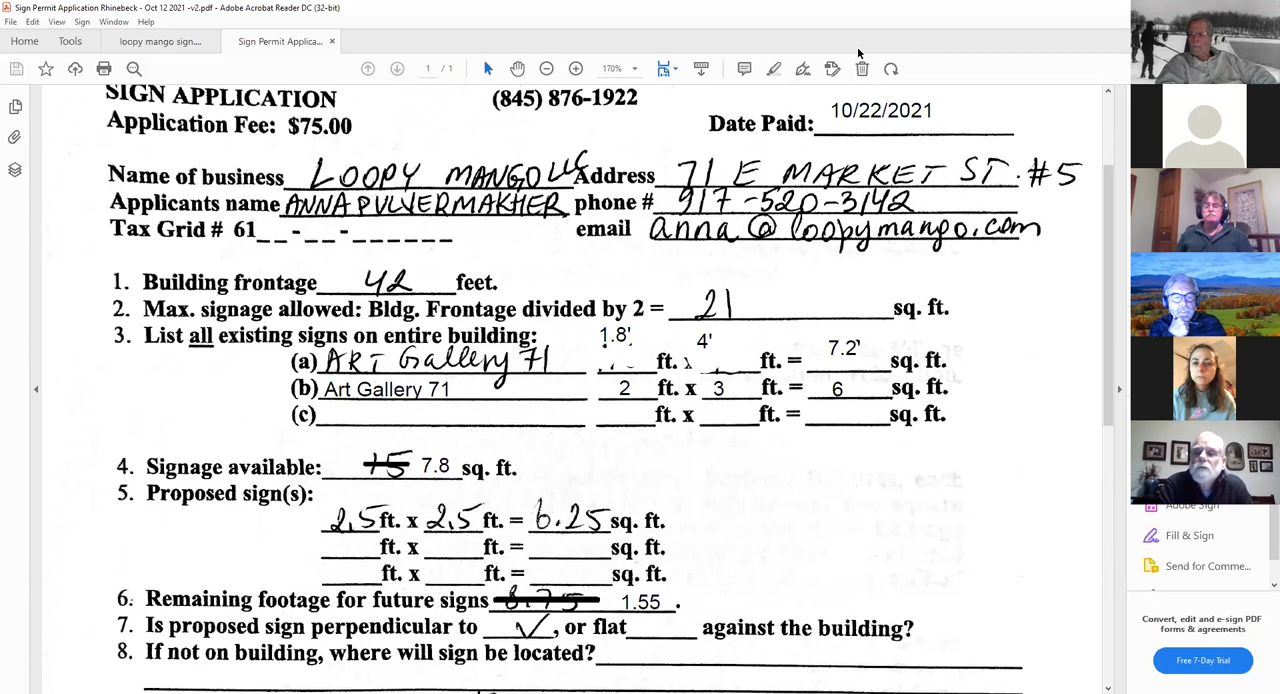 Sign Permit Application Rhinebeck - Oct 12 2021 -v2.pdf - Adobe Acrobat Reader DC (32-bit)
File Edit View Sign Window Help
Home Tools loopy mango sign.... Sign Permit Applica... ×
1 / 1 170%
SIGN APPLICATION (845) 876-1922
Application Fee: $75.00 Date Paid: 10/22/2021
Name of business LOOPY MANGO LLC Address 71 E MARKET ST. #5
Applicants name ANNA PULVERMAKHER phone # 917-520-3142
Tax Grid # 61_ _-_ _-_ _ _ _ _ _ email anna@loopymango.com
1. Building frontage 42 feet.
2. Max. signage allowed: Bldg. Frontage divided by 2 = 21 sq. ft.
3. List all existing signs on entire building:
(a) ART Gallery 71 1.8' ft. x 4' ft. = 7.2' sq. ft.
(b) Art Gallery 71 2 ft. x 3 ft. = 6 sq. ft.
(c) ft. x ft. = sq. ft.
4. Signage available: 15 7.8 sq. ft.
5. Proposed sign(s):
2.5 ft. x 2.5 ft. = 6.25 sq. ft.
ft. x ft. = sq. ft.
ft. x ft. = sq. ft.
6. Remaining footage for future signs 8.75 1.55.
7. Is proposed sign perpendicular to ✓, or flat against the building?
8. If not on building, where will sign be located?
Adobe Sign
Fill & Sign
Send for Comme...
Convert, edit and e-sign PDF
forms & agreements
Free 7-Day Trial